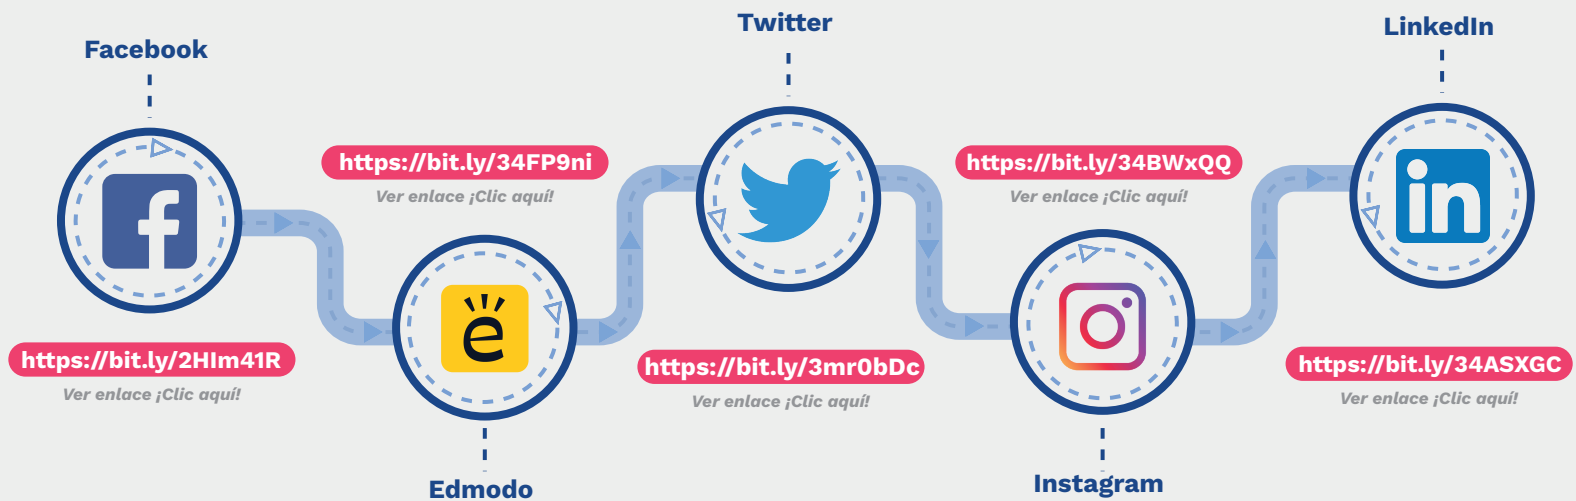 Facebook
https://bit.ly/2HIm41R
Ver enlace ¡Clic aquí!
https://bit.ly/34FP9ni
Ver enlace ¡Clic aquí!
Edmodo
Twitter
https://bit.ly/3mr0bDc
Ver enlace ¡Clic aquí!
https://bit.ly/34BWxQQ
Ver enlace ¡Clic aquí!
Instagram
LinkedIn
https://bit.ly/34ASXGC
Ver enlace ¡Clic aquí!
f
e
in